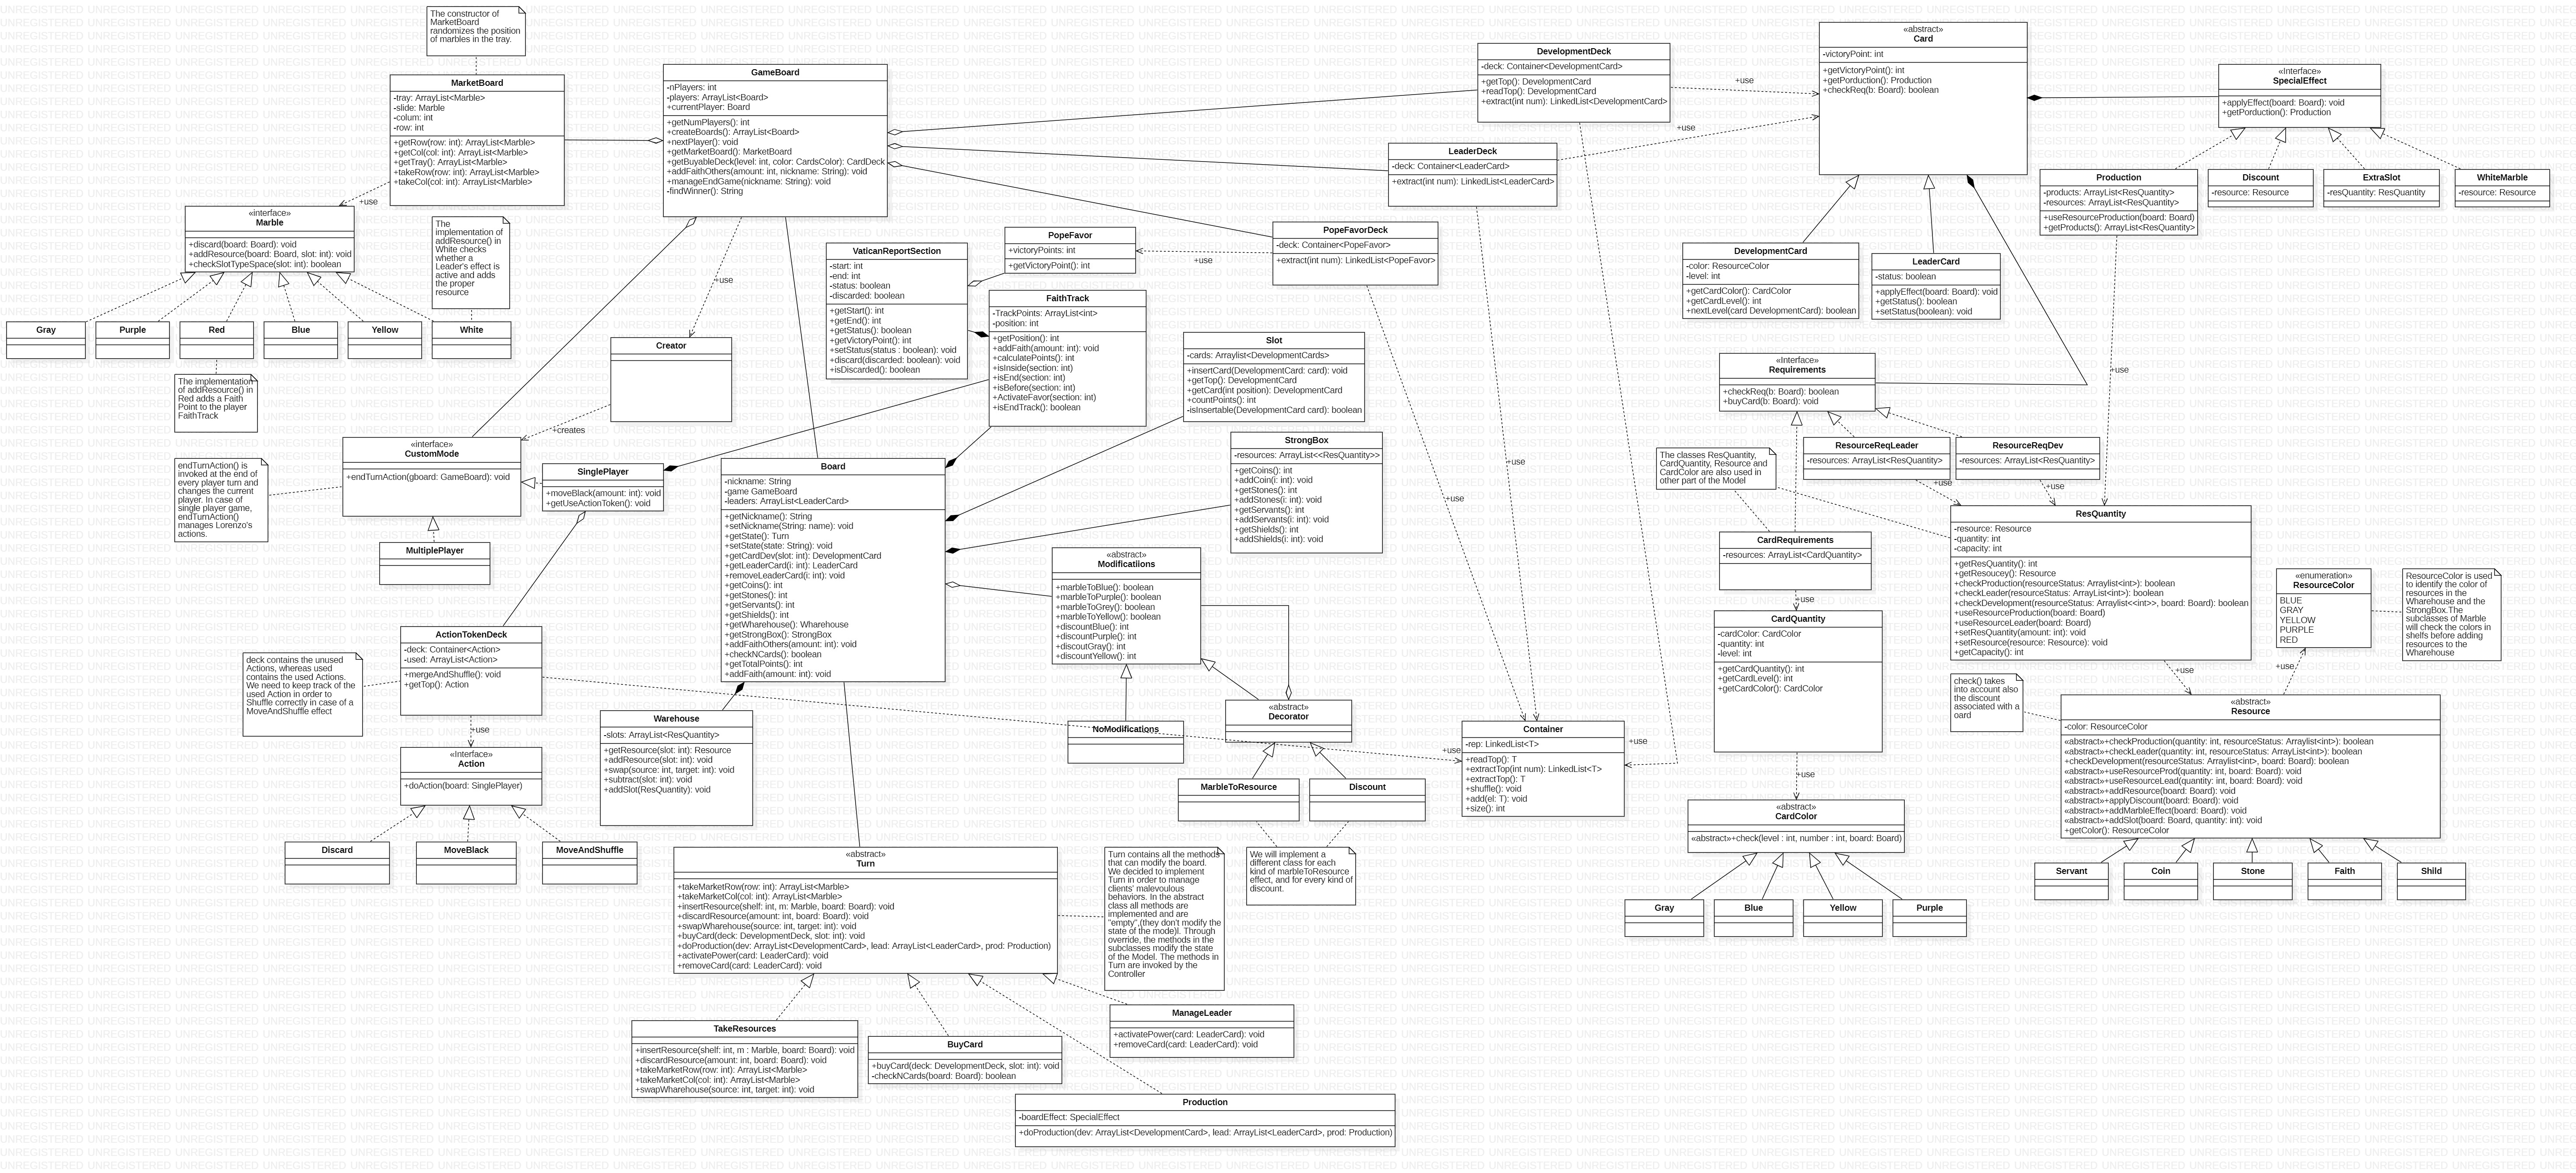 The constructor of
MarketBoard
randomizes the position
of marbles in the tray.
MarketBoard
-tray: ArrayList<Marble>
-slide: Marble
-colum: int
-row: int
+getRow(row: int): ArrayList<Marble>
+getCol(col: int): ArrayList<Marble>
+getTray(): ArrayList<Marble>
+takeRow(row: int): ArrayList<Marble>
+takeCol(col: int): ArrayList<Marble>
GameBoard
-nPlayers: int
-players: ArrayList<Board>
+currentPlayer: Board
+getNumPlayers(): int
+createBoards(): ArrayList<Board>
+nextPlayer(): void
+getMarketBoard(): MarketBoard
+getBuyableDeck(level: int, color: CardsColor): CardDeck
+addFaithOthers(amount: int, nickname: String): void
+manageEndGame(nickname: String): void
-findWinner(): String
DevelopmentDeck
-deck: Container<DevelopmentCard>
+getTop(): DevelopmentCard
+readTop(): DevelopmentCard
+extract(int num): LinkedList<DevelopmentCard>
+use
+use
LeaderDeck
-deck: Container<LeaderCard>
+extract(int num): LinkedList<LeaderCard>
«abstract»
Card
-victoryPoint: int
+getVictoryPoint(): int
+getPorduction(): Production
+checkReq(b: Board): boolean
«Interface»
SpecialEffect
+applyEffect(board: Board): void
+getPorduction(): Production
Production
-products: ArrayList<ResQuantity>
-resources: ArrayList<ResQuantity>
+useResourceProduction(board: Board)
+getProducts(): ArrayList<ResQuantity>
Discount
-resource: Resource
ExtraSlot
-resQuantity: ResQuantity
WhiteMarble
-resource: Resource
+use
«interface»
Marble
+discard(board: Board): void
+addResource(board: Board, slot: int): void
+checkSlotTypeSpace(slot: int): boolean
The
implementation of
addResource() in
White checks
whether a
Leader's effect is
active and adds
the proper
resource
Gray
Purple
Red
Blue
Yellow
White
The implementation
of addResource() in
Red adds a Faith
Point to the player
FaithTrack
+use
Creator
+creates
VaticanReportSection
-start: int
-end: int
-status: boolean
-discarded: boolean
+getStart(): int
+getEnd(): int
+getStatus(): boolean
+getVictoryPoint(): int
+setStatus(status : boolean): void
+discard(discarded: boolen): void
+isDiscarded(): boolean
PopeFavor
+victoryPoints: int
+getVictoryPoint(): int
+use
PopeFavorDeck
-deck: Container<PopeFavor>
+extract(int num): LinkedList<PopeFavor>
FaithTrack
-TrackPoints: ArrayList<int>
-position: int
+getPosition(): int
+addFaith(amount: int): void
+calculatePoints(): int
+isInside(section: int)
+isEnd(section: int)
+isBefore(section: int)
+ActivateFavor(section: int)
+isEndTrack(): boolean
Slot
-cards: Arraylist<DevelopmentCards>
+insertCard(DevelopmentCard: card): void
+getTop(): DevelopmentCard
+getCard(int position): DevelopmentCard
+countPoints(): int
-isInsertable(DevelopmentCard card): boolean
StrongBox
-resources: ArrayList<<ResQuantity>>
+getCoins(): int
+addCoin(i: int): void
+getStones(): int
+addStones(i: int): void
+getServants(): int
+addServants(i: int): void
+getShields(): int
+addShields(i: int): void
DevelopmentCard
-color: ResourceColor
-level: int
+getCardColor(): CardColor
+getCardLevel(): int
+nextLevel(card DevelopmentCard): boolean
LeaderCard
-status: boolean
+applyEffect(board: Board): void
+getStatus(): boolean
+setStatus(boolean): void
«Interface»
Requirements
+checkReq(b: Board): boolean
+buyCard(b: Board): void
+use
ResourceReqLeader
-resources: ArrayList<ResQuantity>
ResourceReqDev
-resources: ArrayList<ResQuantity>
+use
+use
The classes ResQuantity,
CardQuantity, Resource and
CardColor are also used in
other part of the Model
«interface»
CustomMode
+endTurnAction(gboard: GameBoard): void
endTurnAction() is
invoked at the end of
every player turn and
changes the current
player. In case of
single player game,
endTurnAction()
manages Lorenzo's
actions.
SinglePlayer
+moveBlack(amount: int): void
+getUseActionToken(): void
MultiplePlayer
Board
-nickname: String
-game GameBoard
-leaders: ArrayList<LeaderCard>
+getNickname(): String
+setNickname(String: name): void
+getState(): Turn
+setState(state: String): void
+getCardDev(slot: int): DevelopmentCard
+getLeaderCard(i: int): LeaderCard
+removeLeaderCard(i: int): void
+getCoins(): int
+getStones(): int
+getServants(): int
+getShields(): int
+getWharehouse(): Wharehouse
+getStrongBox(): StrongBox
+addFaithOthers(amount: int): void
+checkNCards(): boolean
+getTotalPoints(): int
+addFaith(amount: int): void
«abstract»
Modificatiions
+marbleToBlue(): boolean
+marbleToPurple(): boolean
+marbleToGrey(): boolean
+marbleToYellow(): boolean
+discountBlue(): int
+discountPurple(): int
+discoutGray(): int
+discountYellow(): int
NoModifications
«abstract»
Decorator
MarbleToResource
Discount
We will implement a
different class for each
kind of marbleToResource
effect, and for every kind of
discount.
+use
+use
+use
+use
Container
-rep: LinkedList<T>
+readTop(): T
+extractTop(int num): LinkedList<T>
+extractTop(): T
+shuffle(): void
+add(el: T): void
+size(): int
CardRequirements
-resources: ArrayList<CardQuantity>
+use
CardQuantity
-cardColor: CardColor
-quantity: int
-level: int
+getCardQuantity(): int
+getCardLevel(): int
+getCardColor(): CardColor
+use
«abstract»
CardColor
«abstract»+check(level : int, number : int, board: Board)
Gray
Blue
Yellow
Purple
ResQuantity
-resource: Resource
-quantity: int
-capacity: int
+getResQuantity(): int
+getResoucey(): Resource
+checkProduction(resourceStatus: Arraylist<int>): boolean
+checkLeader(resourceStatus: ArrayList<int>): boolean
+checkDevelopment(resourceStatus: Arraylist<<int>>, board: Board): boolean
+useResourceProduction(board: Board)
+useResourceLeader(board: Board)
+setResQuantity(amount: int): void
+setResource(resource: Resource): void
+getCapacity(): int
«enumeration»
ResourceColor
BLUE
GRAY
YELLOW
PURPLE
RED
ResourceColor is used
to identify the color of
resources in the
Wharehouse and the
StrongBox.The
subclasses of Marble
will check the colors in
shelfs before adding
resources to the
Wharehouse
+use
+use
check() takes
into account also
the discount
associated with a
oard
«abstract»
Resource
-color: ResourceColor
«abstract»+checkProduction(quantity: int, resourceStatus: Arraylist<int>): boolean
«abstract»+checkLeader(quantity: int, resourceStatus: ArrayList<int>): boolean
+checkDevelopment(resourceStatus: Arraylist<int>, board: Board): boolean
«abstract»+useResourceProd(quantity: int, board: Board): void
«abstract»+useResourceLead(quantity: int, board: Board): void
«abstract»+addResource(board: Board): void
«abstract»+applyDiscount(board: Board): void
«abstract»+addMarbleEffect(board: Board): void
«abstract»+addSlot(board: Board, quantity: int): void
+getColor(): ResourceColor
Servant
Coin
Stone
Faith
Shild
ActionTokenDeck
-deck: Container<Action>
-used: ArrayList<Action>
+mergeAndShuffle(): void
+getTop(): Action
deck contains the unused
Actions, whereas used
contains the used Actions.
We need to keep track of the
used Action in order to
Shuffle correctly in case of a
MoveAndShuffle effect
+use
«Interface»
Action
+doAction(board: SinglePlayer)
Discard
MoveBlack
MoveAndShuffle
Warehouse
-slots: ArrayList<ResQuantity>
+getResource(slot: int): Resource
+addResource(slot: int): void
+swap(source: int, target: int): void
+subtract(slot: int): void
+addSlot(ResQuantity): void
«abstract»
Turn
+takeMarketRow(row: int): ArrayList<Marble>
+takeMarketCol(col: int): ArrayList<Marble>
+insertResource(shelf: int, m: Marble, board: Board): void
+discardResource(amount: int, board: Board): void
+swapWharehouse(source: int, target: int): void
+buyCard(deck: DevelopmentDeck, slot: int): void
+doProduction(dev: ArrayList<DevelopmentCard>, lead: ArrayList<LeaderCard>, prod: Production)
+activatePower(card: LeaderCard): void
+removeCard(card: LeaderCard): void
Turn contains all the methods
that can modify the board.
We decided to implement
Turn in order to manage
clients' malevoulous
behaviors. In the abstract
class all methods are
implemented and are
"empty",(they don't modify the
state of the mode)l. Through
override, the methods in the
subclasses modify the state
of the Model. The methods in
Turn are invoked by the
Controller
TakeResources
+insertResource(shelf: int, m : Marble, board: Board): void
+discardResource(amount: int, board: Board): void
+takeMarketRow(row: int): ArrayList<Marble>
+takeMarketCol(col: int): ArrayList<Marble>
+swapWharehouse(source: int, target: int): void
BuyCard
+buyCard(deck: DevelopmentDeck, slot: int): void
-checkNCards(board: Board): boolean
ManageLeader
+activatePower(card: LeaderCard): void
+removeCard(card: LeaderCard): void
Production
-boardEffect: SpecialEffect
+doProduction(dev: ArrayList<DevelopmentCard>, lead: ArrayList<LeaderCard>, prod: Production)